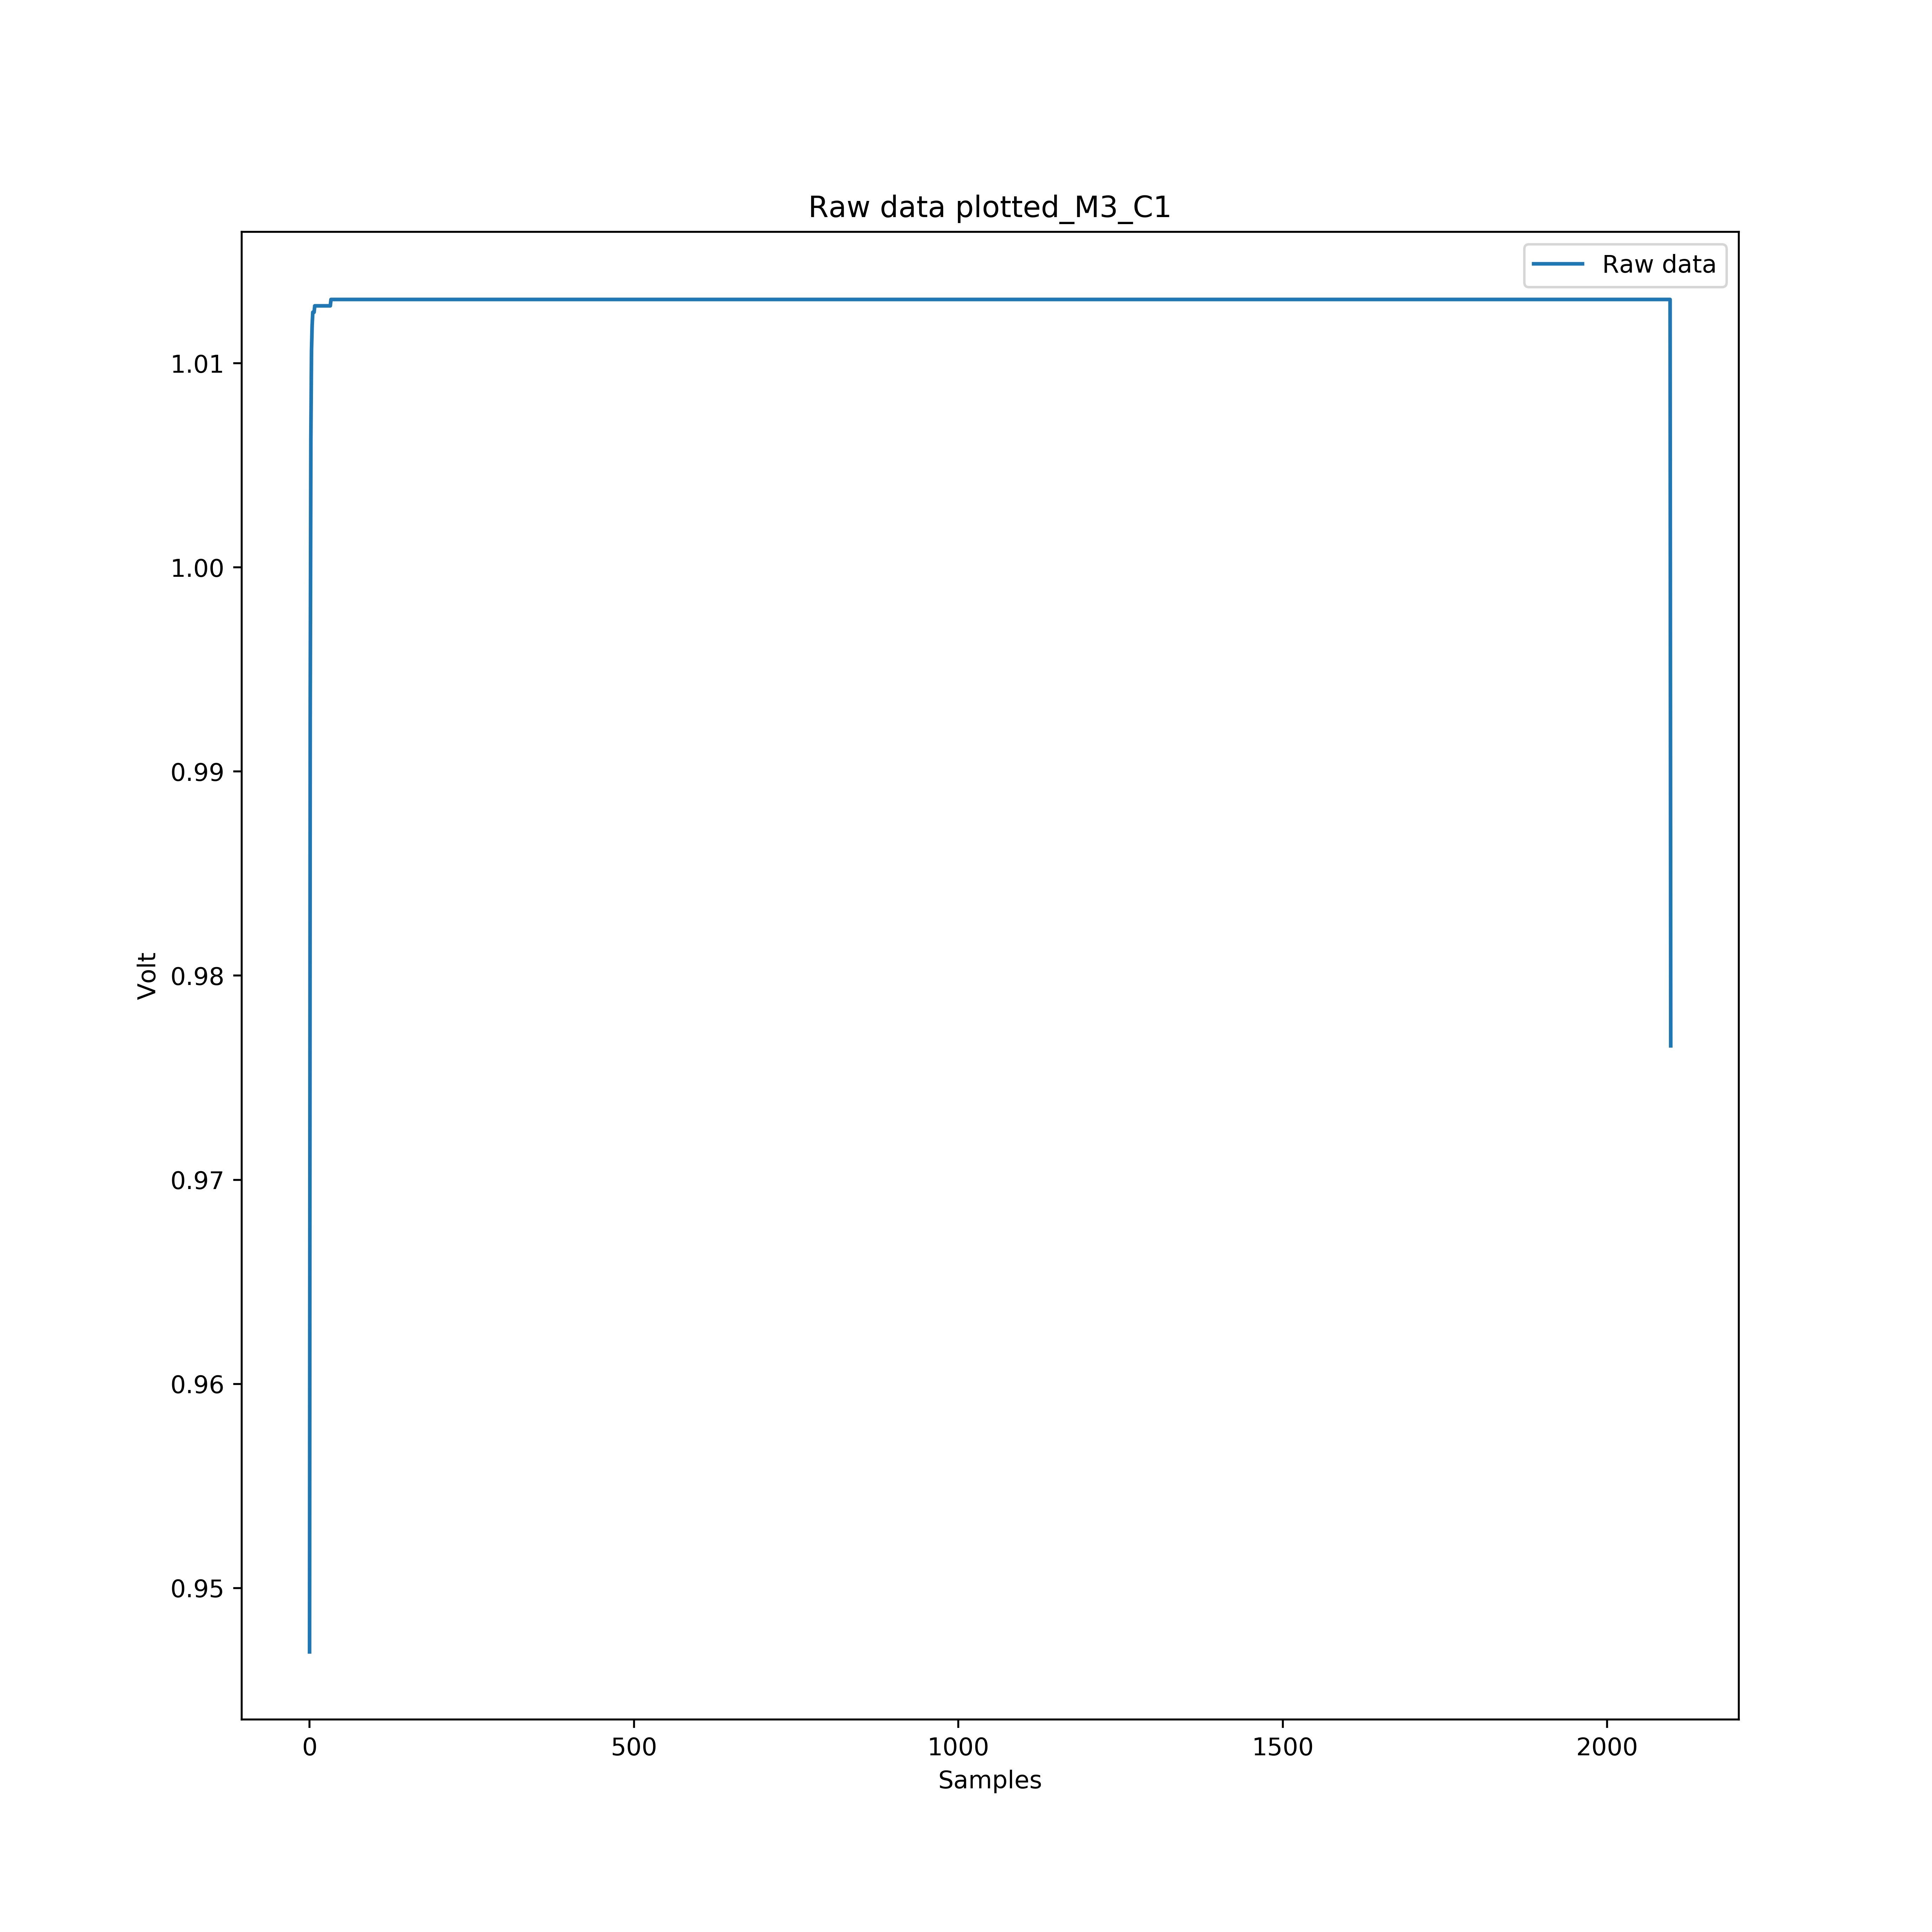 Raw data plotted_M3_C1
Raw data
1.01
1.00
0.99
0.98
0.97
0.96
0.95
Volt
0 500 1000 1500 2000
Samples